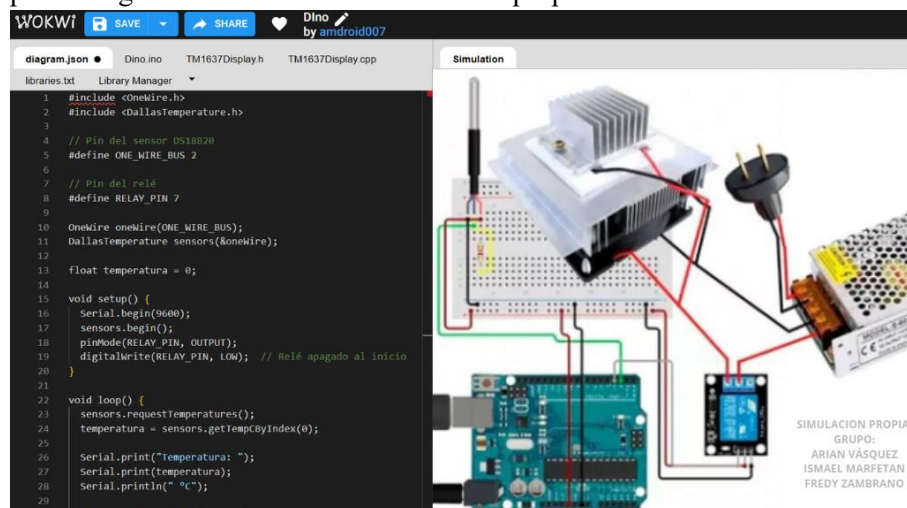 WOKWI SAVE SHARE DIno
by amdroid007
diagram.json Dino.ino TM1637Display.h TM1637Display.cpp
libraries.txt Library Manager
Simulation
1 #include <OneWire.h>
2 #include <DallasTemperature.h>
3
4 // Pin del sensor DS18B20
5 #define ONE_WIRE_BUS 2
6
7 // Pin del relé
8 #define RELAY_PIN 7
9
10 OneWire oneWire(ONE_WIRE_BUS);
11 DallasTemperature sensors(&oneWire);
12
13 float temperatura = 0;
14
15 void setup() {
16 Serial.begin(9600);
17 sensors.begin();
18 pinMode(RELAY_PIN, OUTPUT);
19 digitalWrite(RELAY_PIN, LOW); // Relé apagado al inicio
20 }
21
22 void loop() {
23 sensors.requestTemperatures();
24 temperatura = sensors.getTempCByIndex(0);
25
26 Serial.print("Temperatura: ");
27 Serial.print(temperatura);
28 Serial.println(" ºC");
29
CE
SIMULACION PROPIA
GRUPO:
ARIAN VÁSQUEZ
ISMAEL MARFETAN
FREDY ZAMBRANO